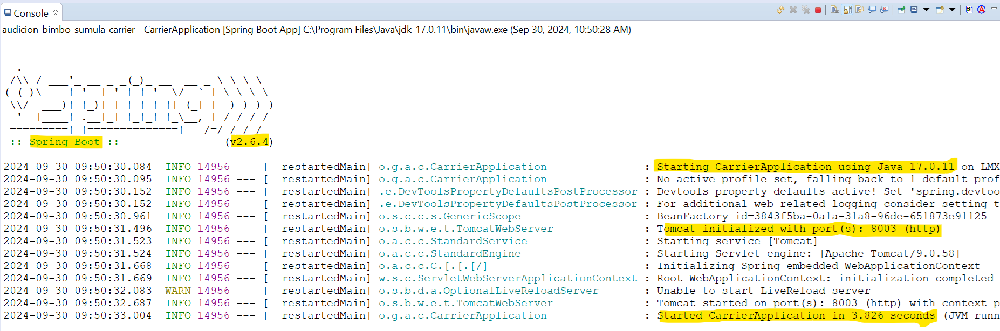 Console
audicion-bimbo-sumula-carrier - CarrierApplication [Spring Boot App] C:\Program Files\Java\jdk-17.0.11\bin\javaw.exe (Sep 30, 2024, 10:50:28 AM)
  .   ____          _            __ _ _
 /\\ / ___'_ __ _ _(_)_ __  __ _ \ \ \ \
( ( )\___ | '_ | '_| | '_ \/ _` | \ \ \ \
 \\/  ___)| |_)| | | | | || (_| |  ) ) ) )
  '  |____| .__|_| |_|_| |_\__, | / / / /
 =========|_|==============|___/=/_/_/_/
 :: Spring Boot ::                (v2.6.4)
2024-09-30 09:50:30.084  INFO 14956 --- [  restartedMain] o.g.a.c.CarrierApplication               : Starting CarrierApplication using Java 17.0.11 on LMX
2024-09-30 09:50:30.095  INFO 14956 --- [  restartedMain] o.g.a.c.CarrierApplication               : No active profile set, falling back to 1 default prof
2024-09-30 09:50:30.152  INFO 14956 --- [  restartedMain] .e.DevToolsPropertyDefaultsPostProcessor : Devtools property defaults active! Set 'spring.devtoo
2024-09-30 09:50:30.152  INFO 14956 --- [  restartedMain] .e.DevToolsPropertyDefaultsPostProcessor : For additional web related logging consider setting t
2024-09-30 09:50:30.961  INFO 14956 --- [  restartedMain] o.s.c.c.s.GenericScope                   : BeanFactory id=3843f5ba-0a1a-31a8-96de-651873e91125
2024-09-30 09:50:31.496  INFO 14956 --- [  restartedMain] o.s.b.w.e.t.TomcatWebServer              : Tomcat initialized with port(s): 8003 (http)
2024-09-30 09:50:31.523  INFO 14956 --- [  restartedMain] o.a.c.c.StandardService                  : Starting service [Tomcat]
2024-09-30 09:50:31.524  INFO 14956 --- [  restartedMain] o.a.c.c.StandardEngine                   : Starting Servlet engine: [Apache Tomcat/9.0.58]
2024-09-30 09:50:31.668  INFO 14956 --- [  restartedMain] o.a.c.c.C.[.[.[/]                        : Initializing Spring embedded WebApplicationContext
2024-09-30 09:50:31.669  INFO 14956 --- [  restartedMain] w.s.c.ServletWebServerApplicationContext : Root WebApplicationContext: initialization completed
2024-09-30 09:50:32.083  WARN 14956 --- [  restartedMain] o.s.b.d.a.OptionalLiveReloadServer       : Unable to start LiveReload server
2024-09-30 09:50:32.687  INFO 14956 --- [  restartedMain] o.s.b.w.e.t.TomcatWebServer              : Tomcat started on port(s): 8003 (http) with context p
2024-09-30 09:50:33.004  INFO 14956 --- [  restartedMain] o.g.a.c.CarrierApplication               : Started CarrierApplication in 3.826 seconds (JVM runn